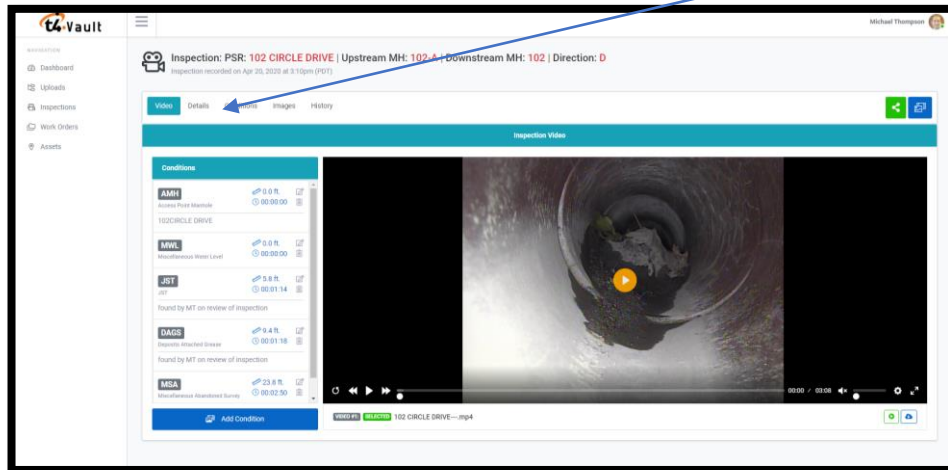 t4 Vault
Michael Thompson
NAVIGATION
Dashboard
Uploads
Inspections
Work Orders
Assets
Inspection: PSR: 102 CIRCLE DRIVE | Upstream MH: 102-A | Downstream MH: 102 | Direction: D
Inspection recorded on Apr 20, 2020 at 3:10pm (PDT)
Video Details Images History
Inspection Video
Conditions
AMH 0.0 ft.
Access Point Manhole 00:00:00
102CIRCLE DRIVE
MWL 0.0 ft.
Miscellaneous Water Level 00:00:00
JST 5.8 ft.
JST 00:01:14
found by MT on review of inspection
DAGS 9.4 ft.
Deposits Attached Grease 00:01:18
found by MT on review of inspection
MSA 23.6 ft.
Miscellaneous Abandoned Survey 00:02:50
Add Condition
00:00 / 03:08
VIDEO #1: SELECTED 102 CIRCLE DRIVE---.mp4